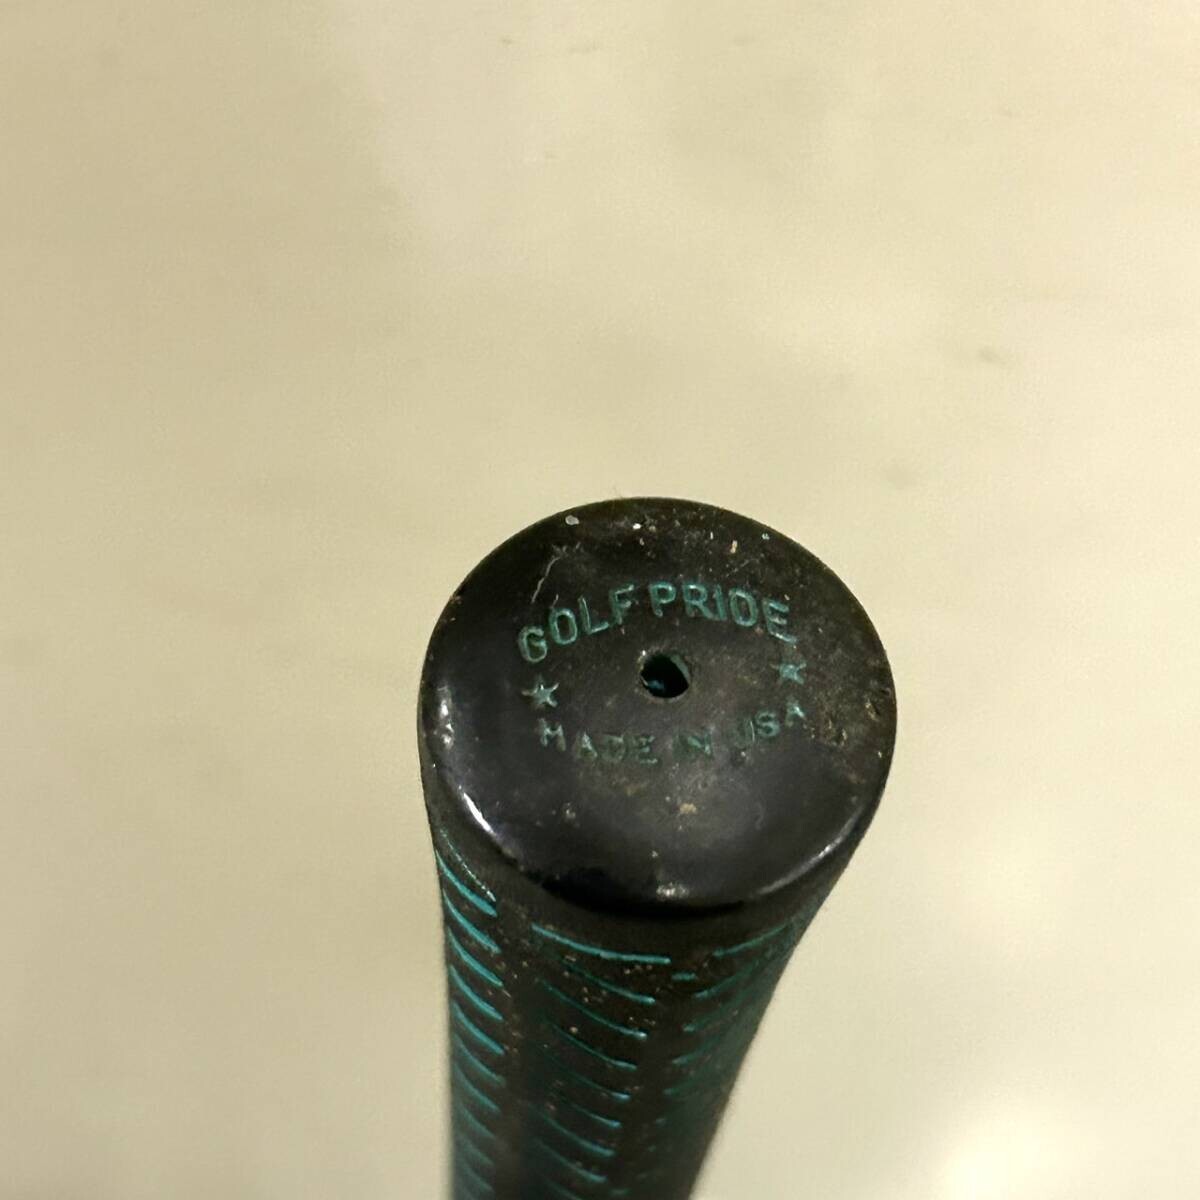 GOLF PRIDE
★ ★
MADE IN USA